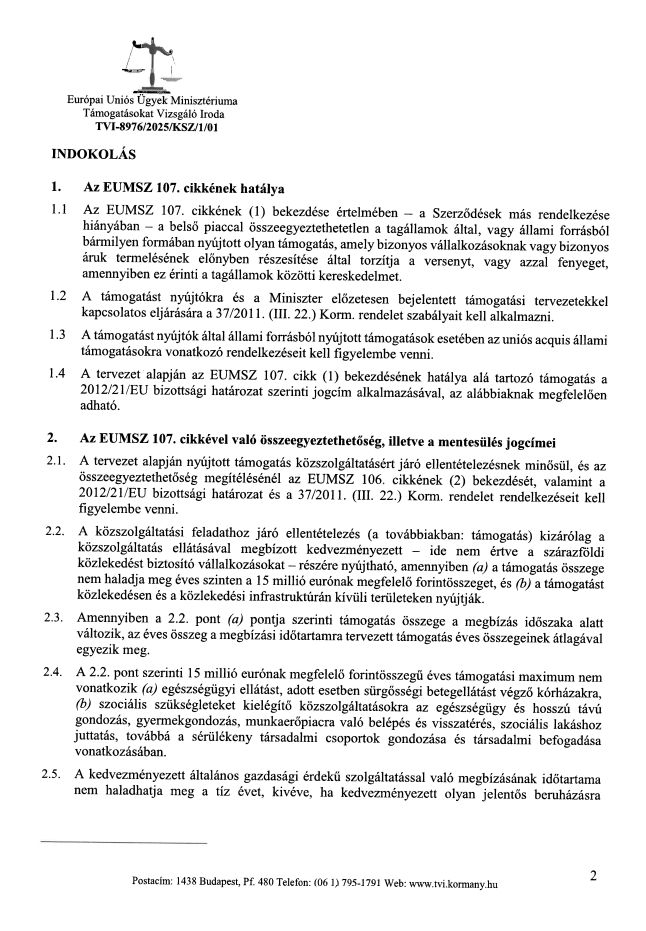 Európai Uniós Ügyek Minisztériuma
Támogatásokat Vizsgáló Iroda
TVI-8976/2025/KSZ/1/01
INDOKOLÁS
1. Az EUMSZ 107. cikkének hatálya
1.1 Az EUMSZ 107. cikkének (1) bekezdése értelmében – a Szerződések más rendelkezése
hiányában – a belső piaccal összeegyeztethetetlen a tagállamok által, vagy állami forrásból
bármilyen formában nyújtott olyan támogatás, amely bizonyos vállalkozásoknak vagy bizonyos
áruk termelésének előnyben részesítése által torzítja a versenyt, vagy azzal fenyeget,
amennyiben ez érinti a tagállamok közötti kereskedelmet.
1.2 A támogatást nyújtókra és a Miniszter előzetesen bejelentett támogatási tervezetekkel
kapcsolatos eljárására a 37/2011. (III. 22.) Korm. rendelet szabályait kell alkalmazni.
1.3 A támogatást nyújtók által állami forrásból nyújtott támogatások esetében az uniós acquis állami
támogatásokra vonatkozó rendelkezéseit kell figyelembe venni.
1.4 A tervezet alapján az EUMSZ 107. cikk (1) bekezdésének hatálya alá tartozó támogatás a
2012/21/EU bizottsági határozat szerinti jogcím alkalmazásával, az alábbiaknak megfelelően
adható.
2. Az EUMSZ 107. cikkével való összeegyeztethetőség, illetve a mentesülés jogcímei
2.1. A tervezet alapján nyújtott támogatás közszolgáltatásért járó ellentételezésnek minősül, és az
összeegyeztethetőség megítélésénél az EUMSZ 106. cikkének (2) bekezdését, valamint a
2012/21/EU bizottsági határozat és a 37/2011. (III. 22.) Korm. rendelet rendelkezéseit kell
figyelembe venni.
2.2. A közszolgáltatási feladathoz járó ellentételezés (a továbbiakban: támogatás) kizárólag a
közszolgáltatás ellátásával megbízott kedvezményezett – ide nem értve a szárazföldi
közlekedést biztosító vállalkozásokat – részére nyújtható, amennyiben (a) a támogatás összege
nem haladja meg éves szinten a 15 millió eurónak megfelelő forintösszeget, és (b) a támogatást
közlekedésen és a közlekedési infrastruktúrán kívüli területeken nyújtják.
2.3. Amennyiben a 2.2. pont (a) pontja szerinti támogatás összege a megbízás időszaka alatt
változik, az éves összeg a megbízási időtartamra tervezett támogatás éves összegeinek átlagával
egyezik meg.
2.4. A 2.2. pont szerinti 15 millió eurónak megfelelő forintösszegű éves támogatási maximum nem
vonatkozik (a) egészségügyi ellátást, adott esetben sürgősségi betegellátást végző kórházakra,
(b) szociális szükségleteket kielégítő közszolgáltatásokra az egészségügy és hosszú távú
gondozás, gyermekgondozás, munkaerőpiacra való belépés és visszatérés, szociális lakáshoz
juttatás, továbbá a sérülékeny társadalmi csoportok gondozása és társadalmi befogadása
vonatkozásában.
2.5. A kedvezményezett általános gazdasági érdekű szolgáltatással való megbízásának időtartama
nem haladhatja meg a tíz évet, kivéve, ha kedvezményezett olyan jelentős beruházásra
Postacím: 1438 Budapest, Pf. 480 Telefon: (06 1) 795-1791 Web: www.tvi.kormany.hu
2